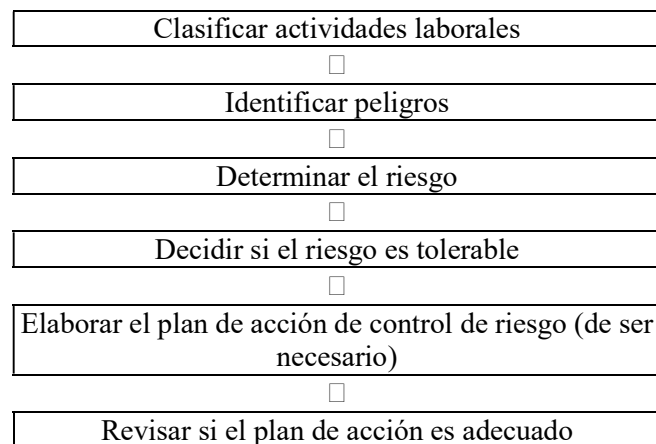 Clasificar actividades laborales
Identificar peligros
Determinar el riesgo
Decidir si el riesgo es tolerable
Elaborar el plan de acción de control de riesgo (de ser
necesario)
Revisar si el plan de acción es adecuado